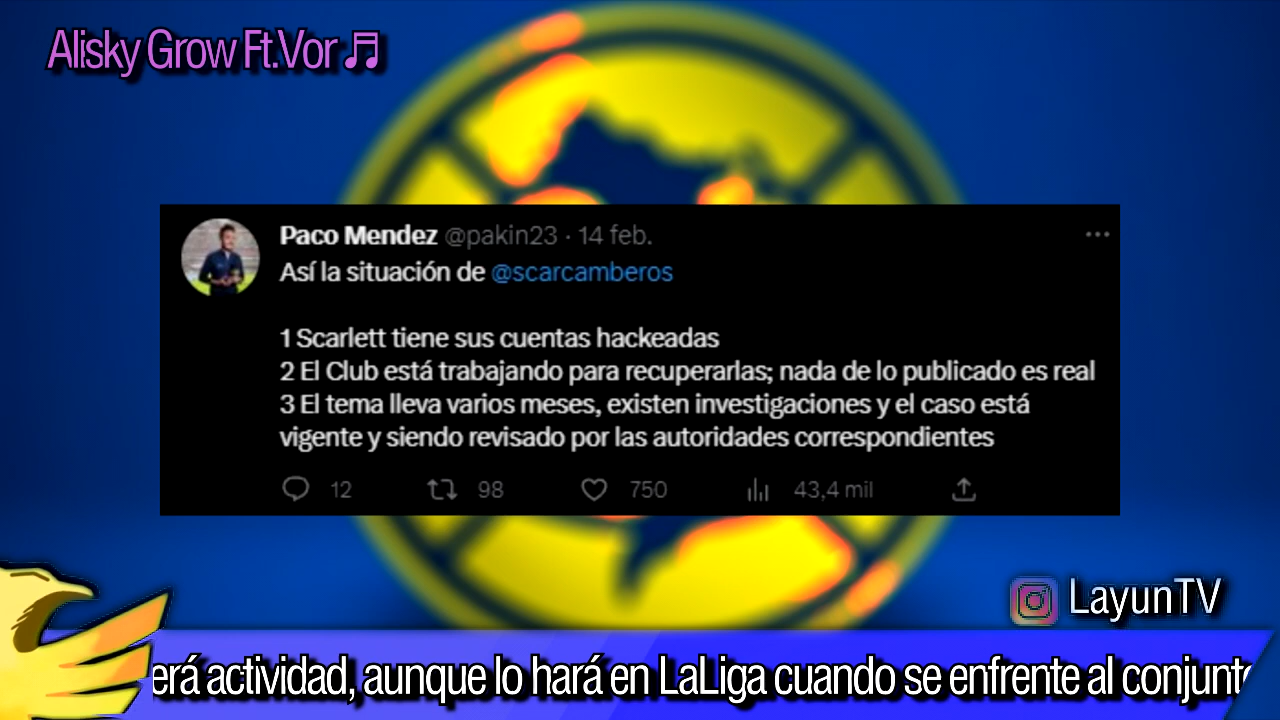 Alisky Grow Ft.Vor ♫
Paco Mendez @pakin23 · 14 feb.
Así la situación de @scarcamberos
1 Scarlett tiene sus cuentas hackeadas
2 El Club está trabajando para recuperarlas; nada de lo publicado es real
3 El tema lleva varios meses, existen investigaciones y el caso está
vigente y siendo revisado por las autoridades correspondientes
12 98 750 43,4 mil
LayunTV
erá actividad, aunque lo hará en LaLiga cuando se enfrente al conjunto